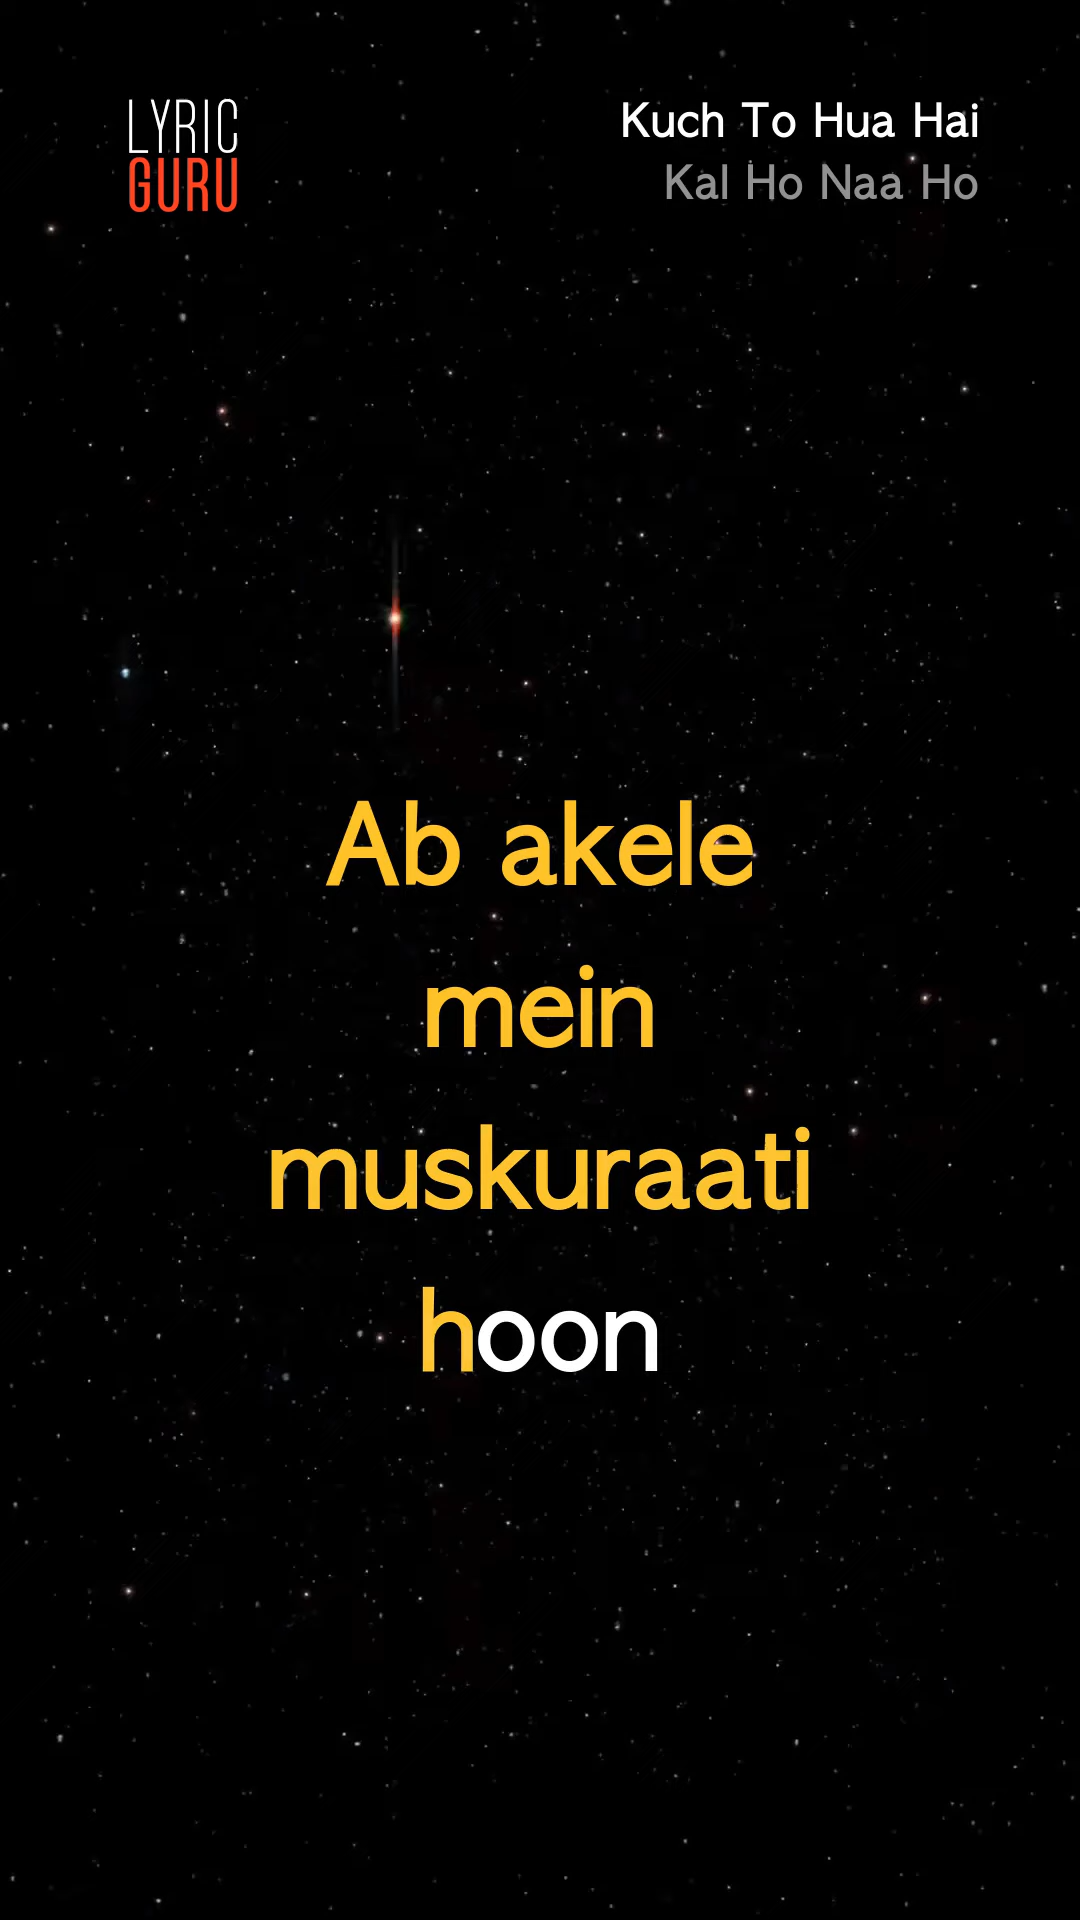 LYRIC
GURU
Kuch To Hua Hai
Kal Ho Naa Ho
Ab akele
mein
muskuraati
hoon